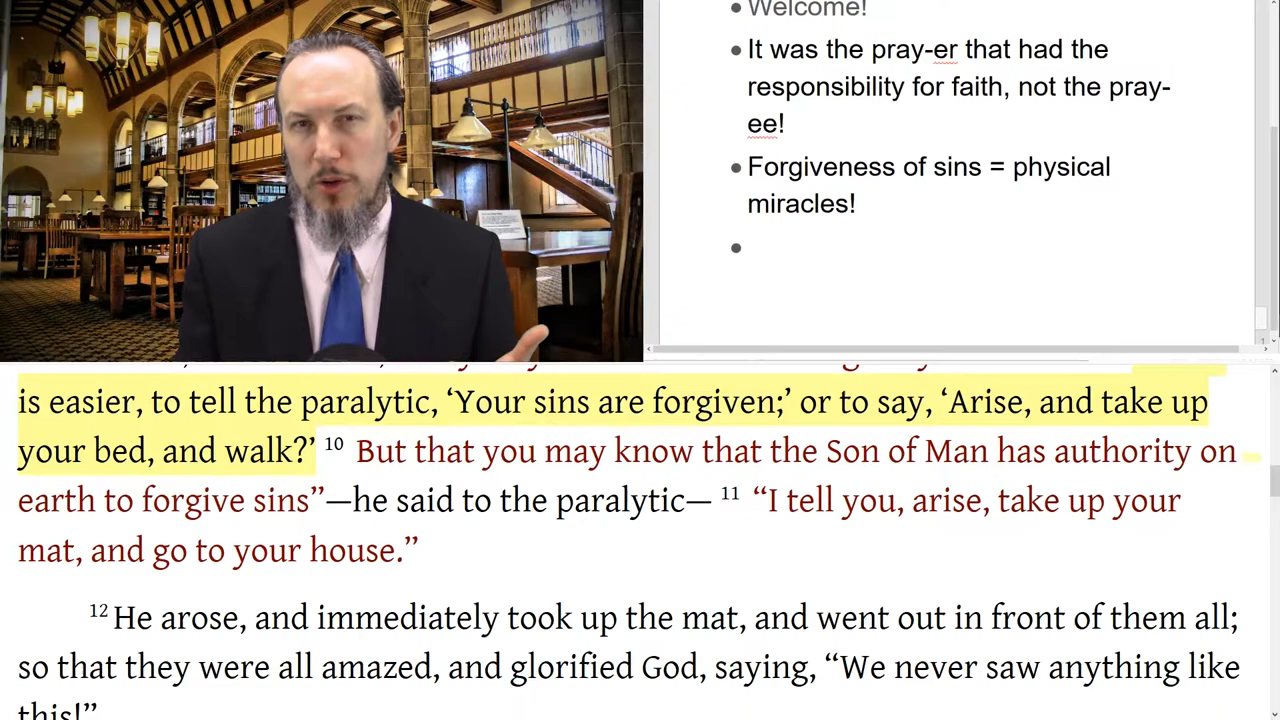 Welcome!
It was the pray-er that had the
responsibility for faith, not the pray-
ee!
Forgiveness of sins = physical
miracles!
is easier, to tell the paralytic, ‘Your sins are forgiven;’ or to say, ‘Arise, and take up
your bed, and walk?’ 10 But that you may know that the Son of Man has authority on
earth to forgive sins”—he said to the paralytic— 11 “I tell you, arise, take up your
mat, and go to your house.”
12 He arose, and immediately took up the mat, and went out in front of them all;
so that they were all amazed, and glorified God, saying, “We never saw anything like
this!”